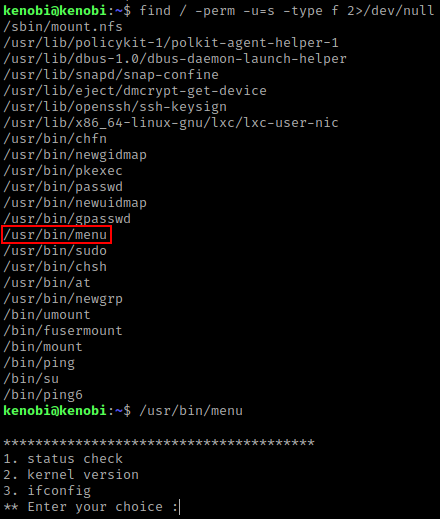 kenobi@kenobi:~$ find / -perm -u=s -type f 2>/dev/null
/sbin/mount.nfs
/usr/lib/policykit-1/polkit-agent-helper-1
/usr/lib/dbus-1.0/dbus-daemon-launch-helper
/usr/lib/snapd/snap-confine
/usr/lib/eject/dmcrypt-get-device
/usr/lib/openssh/ssh-keysign
/usr/lib/x86_64-linux-gnu/lxc/lxc-user-nic
/usr/bin/chfn
/usr/bin/newgidmap
/usr/bin/pkexec
/usr/bin/passwd
/usr/bin/newuidmap
/usr/bin/gpasswd
/usr/bin/menu
/usr/bin/sudo
/usr/bin/chsh
/usr/bin/at
/usr/bin/newgrp
/bin/umount
/bin/fusermount
/bin/mount
/bin/ping
/bin/su
/bin/ping6
kenobi@kenobi:~$ /usr/bin/menu
***************************************
1. status check
2. kernel version
3. ifconfig
** Enter your choice :